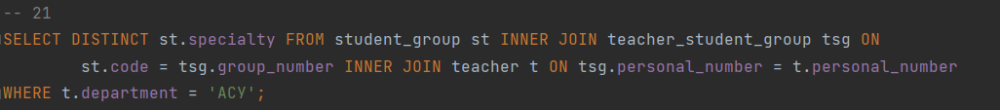 -- 21
SELECT DISTINCT st.specialty FROM student_group st INNER JOIN teacher_student_group tsg ON
st.code = tsg.group_number INNER JOIN teacher t ON tsg.personal_number = t.personal_number
WHERE t.department = 'ACY';